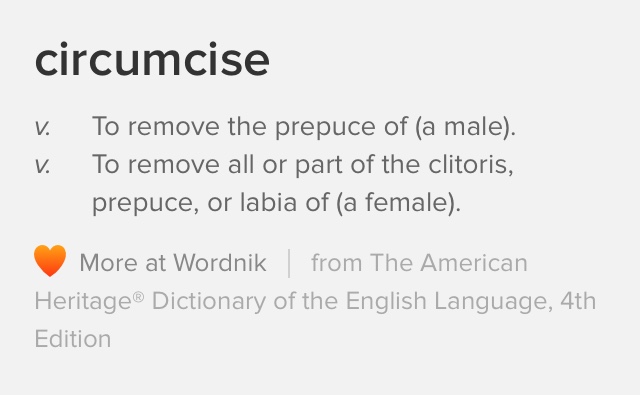 circumcise
v. To remove the prepuce of (a male).
v. To remove all or part of the clitoris,
prepuce, or labia of (a female).
More at Wordnik | from The American
Heritage® Dictionary of the English Language, 4th
Edition